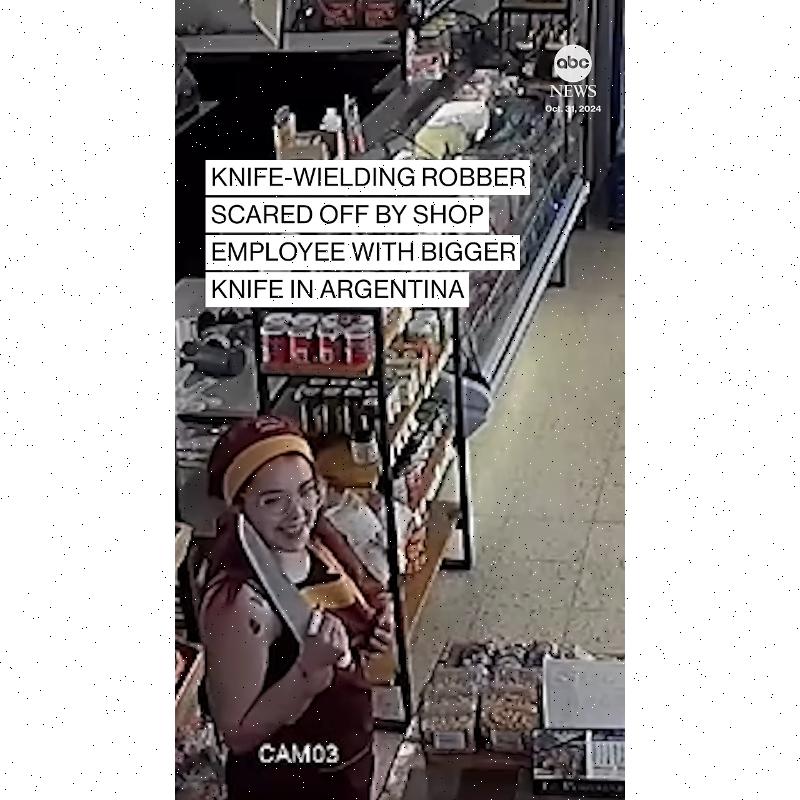 abc
NEWS
Oct. 31, 2024
KNIFE-WIELDING ROBBER
SCARED OFF BY SHOP
EMPLOYEE WITH BIGGER
KNIFE IN ARGENTINA
CAM03